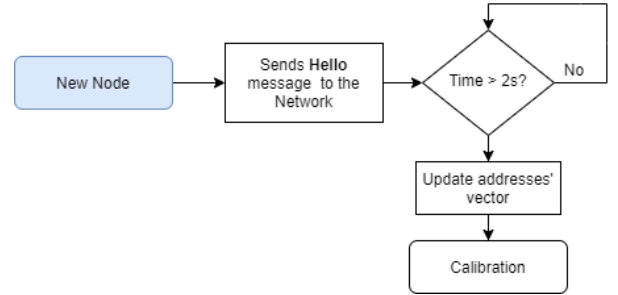 New Node
Sends Hello
message to the
Network
Time > 2s?
No
Update addresses'
vector
Calibration